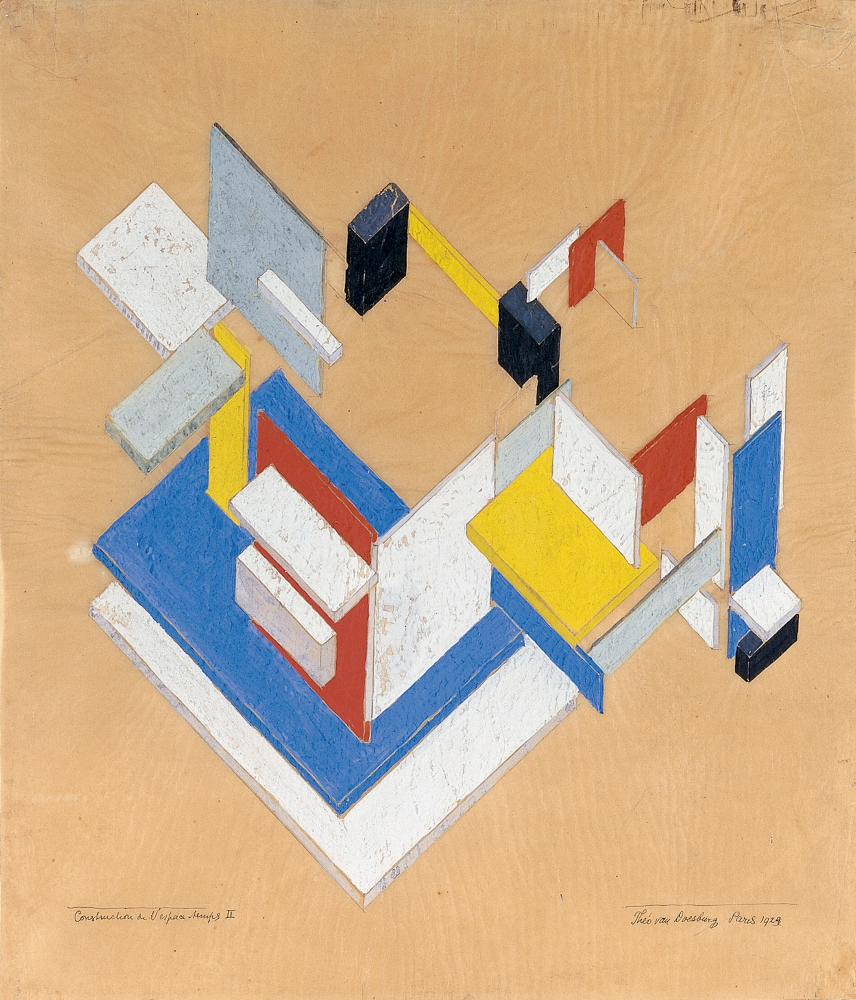 Construction de l'espace-temps II
Théo van Doesburg Paris 1924